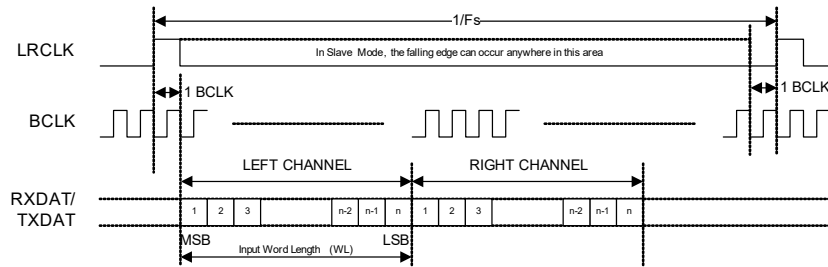 1/Fs
LRCLK
In Slave Mode, the falling edge can occur anywhere in this area
1 BCLK
1 BCLK
BCLK
LEFT CHANNEL
RIGHT CHANNEL
RXDAT/
TXDAT
1 2 3 n-2 n-1 n 1 2 3 n-2 n-1 n
MSB
LSB
Input Word Length (WL)